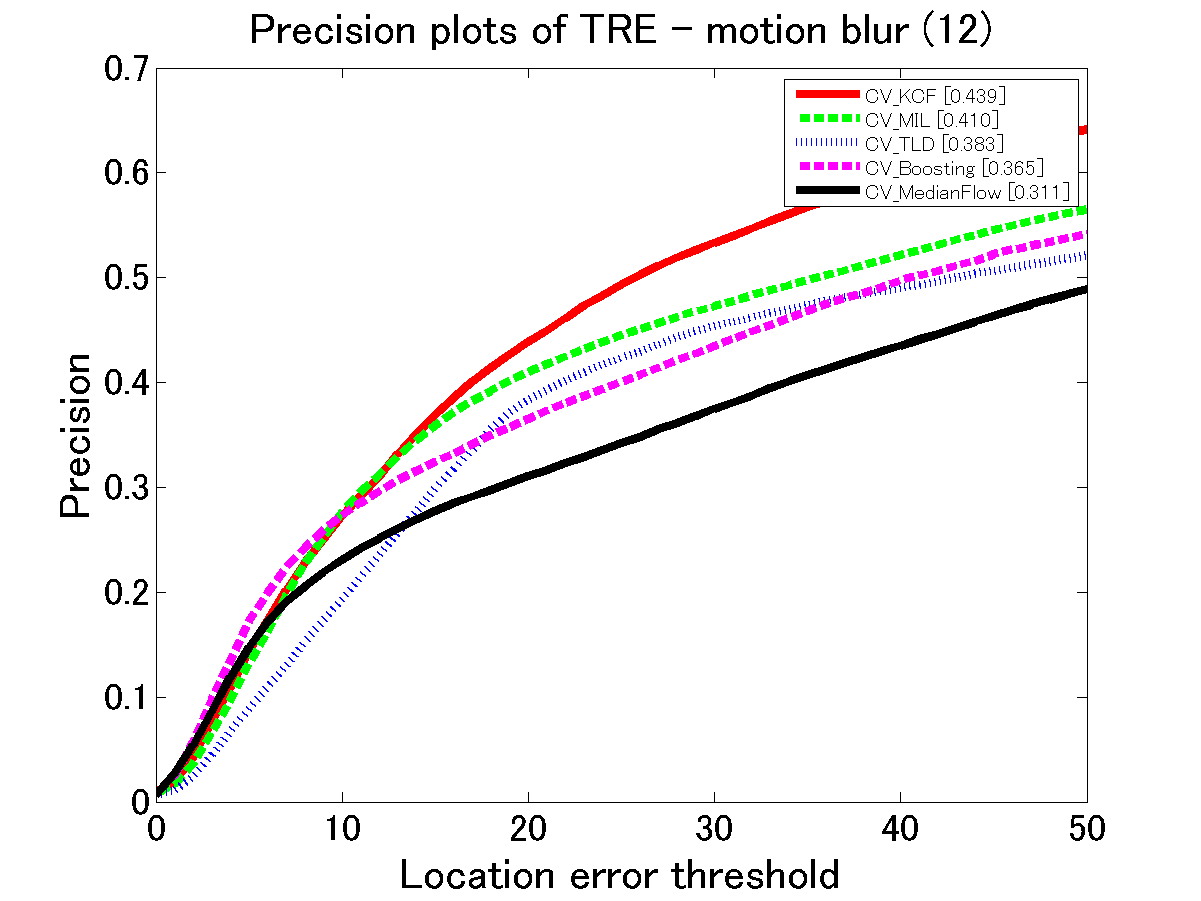 Precision plots of TRE - motion blur (12)
0.7
0.6
0.5
0.4
0.3
0.2
0.1
0
Precision
CV_KCF [0.439]
CV_MIL [0.410]
CV_TLD [0.383]
CV_Boosting [0.365]
CV_MedianFlow [0.311]
0 10 20 30 40 50
Location error threshold